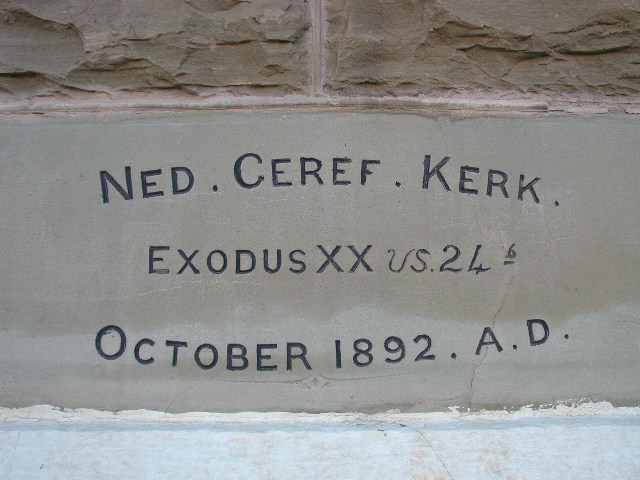 NED. CEREF. KERK.
EXODUS XX vs. 24 b
OCTOBER 1892. A.D.